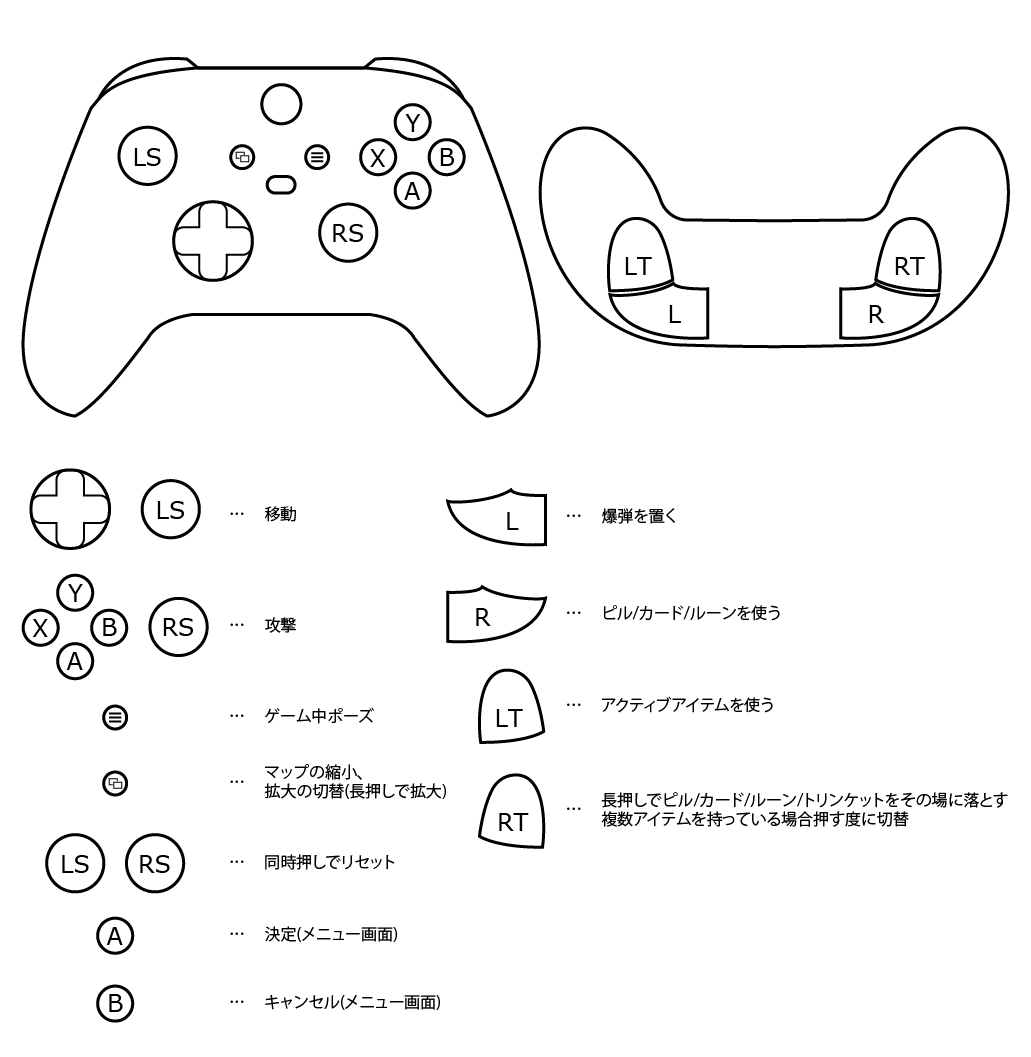 Y
LS
X
B
A
RS
LT
RT
L
R
LS … 移動
Y
X
B
RS … 攻撃
A
… ゲーム中ポーズ
… マップの縮小、
拡大の切替(長押しで拡大)
LS RS … 同時押しでリセット
A … 決定(メニュー画面)
B … キャンセル(メニュー画面)
L … 爆弾を置く
R … ピル/カード/ルーンを使う
LT … アクティブアイテムを使う
RT … 長押しでピル/カード/ルーン/トリンケットをその場に落とす
複数アイテムを持っている場合押す度に切替